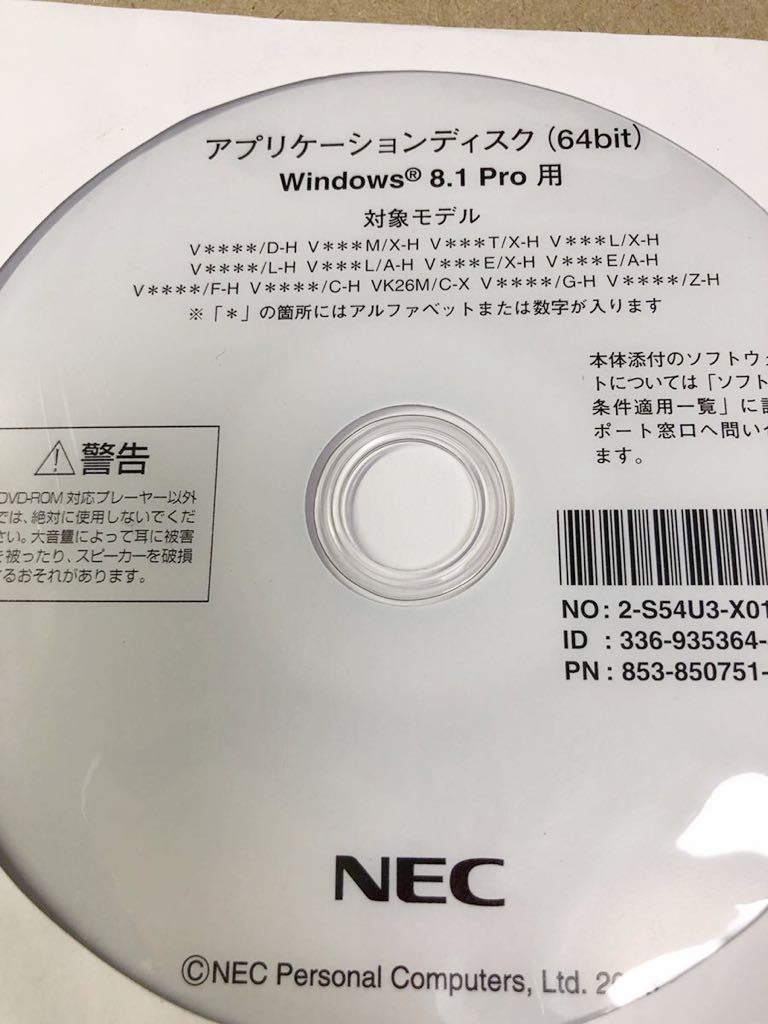 アプリケーションディスク(64bit)
Windows® 8.1 Pro 用
対象モデル
V****/D-H V***M/X-H V***T/X-H V***L/X-H
V****/L-H V***L/A-H V***E/X-H V***E/A-H
V****/F-H V****/C-H VK26M/C-X V****/G-H V****/Z-H
※「*」の箇所にはアルファベットまたは数字が入ります
本体添付のソフトウェ
トについては「ソフト
条件適用一覧」に
ポート窓口へ問い
ます。
⚠警告
DVD-ROM 対応プレーヤー以外
では、絶対に使用しないでくだ
さい。大音量によって耳に被害
を被ったり、スピーカーを破損
するおそれがあります。
NO: 2-S54U3-X01
ID : 336-935364-
PN : 853-850751-
NEC
©NEC Personal Computers, Ltd.